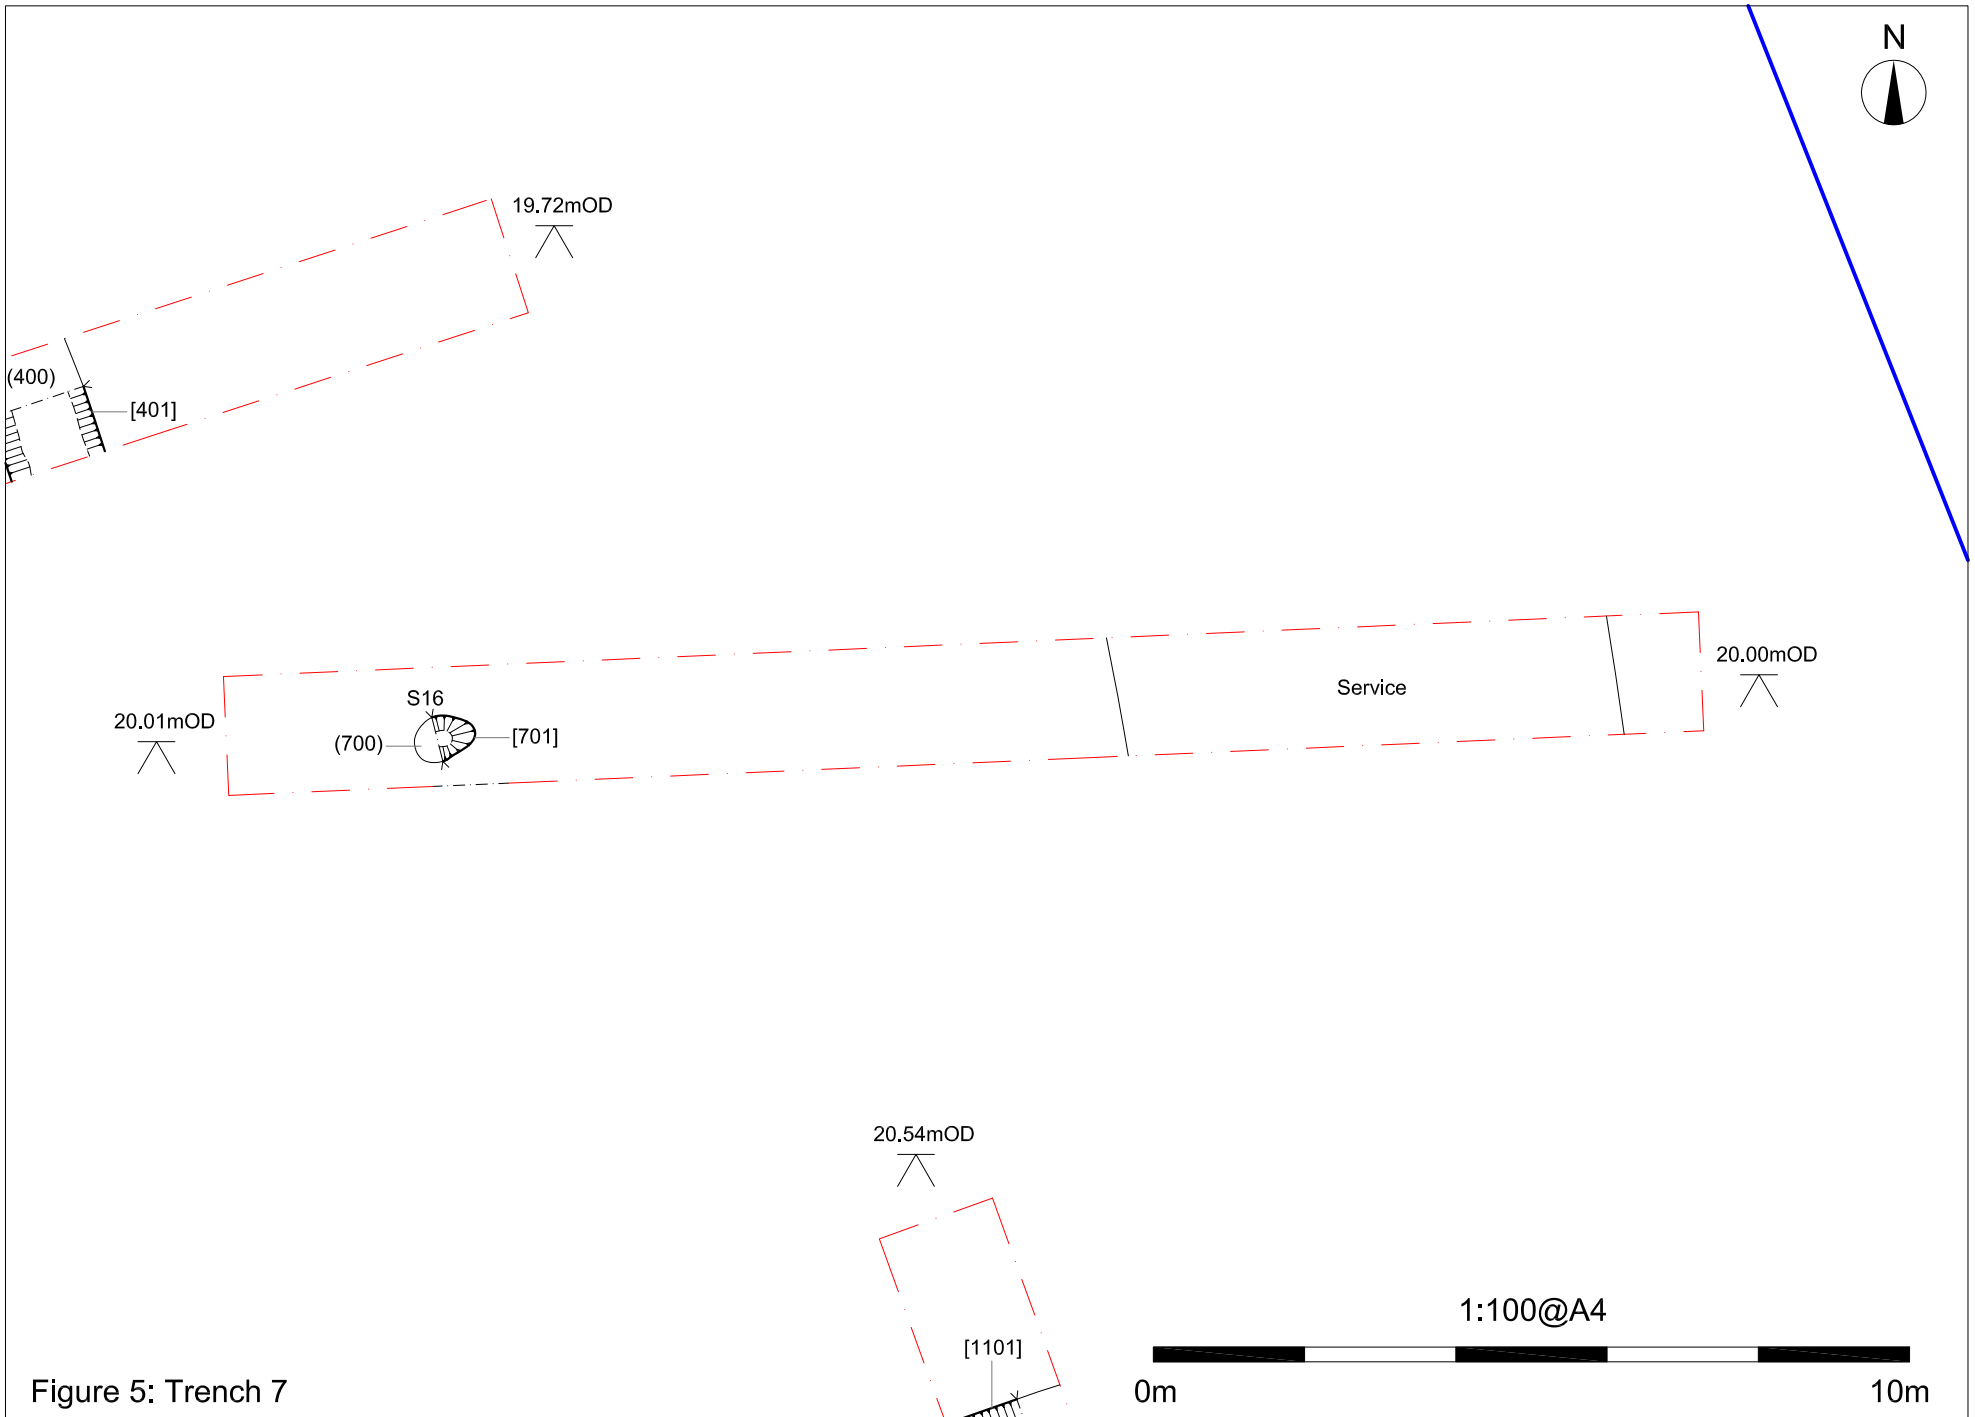 N
19.72mOD
(400)
[401]
20.00mOD
Service
S16
20.01mOD
(700)
[701]
20.54mOD
1:100@A4
[1101]
0m
10m
Figure 5: Trench 7